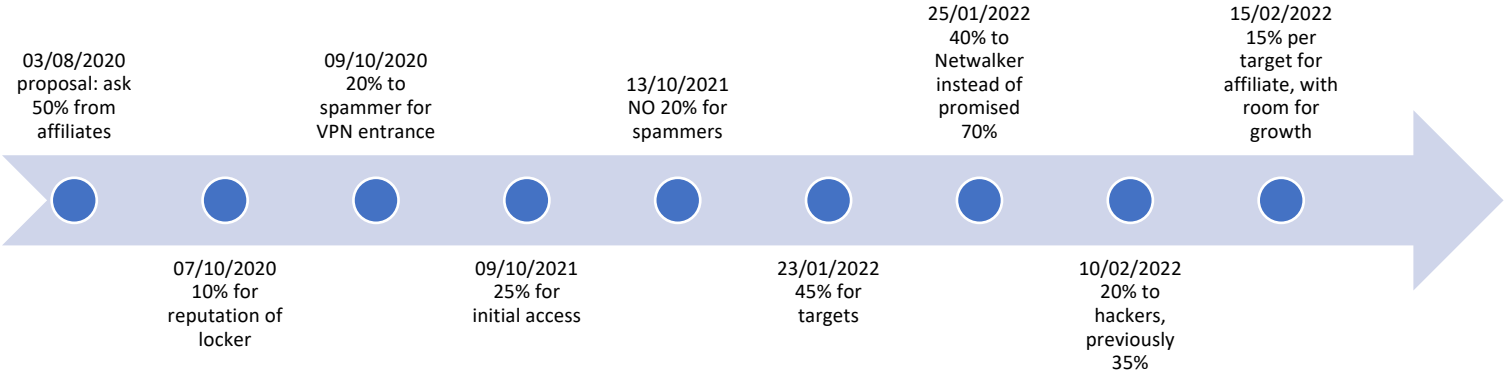 03/08/2020
proposal: ask
50% from
affiliates
07/10/2020
10% for
reputation of
locker
09/10/2020
20% to
spammer for
VPN entrance
09/10/2021
25% for
initial access
13/10/2021
NO 20% for
spammers
23/01/2022
45% for
targets
25/01/2022
40% to
Netwalker
instead of
promised
70%
10/02/2022
20% to
hackers,
previously
35%
15/02/2022
15% per
target for
affiliate, with
room for
growth